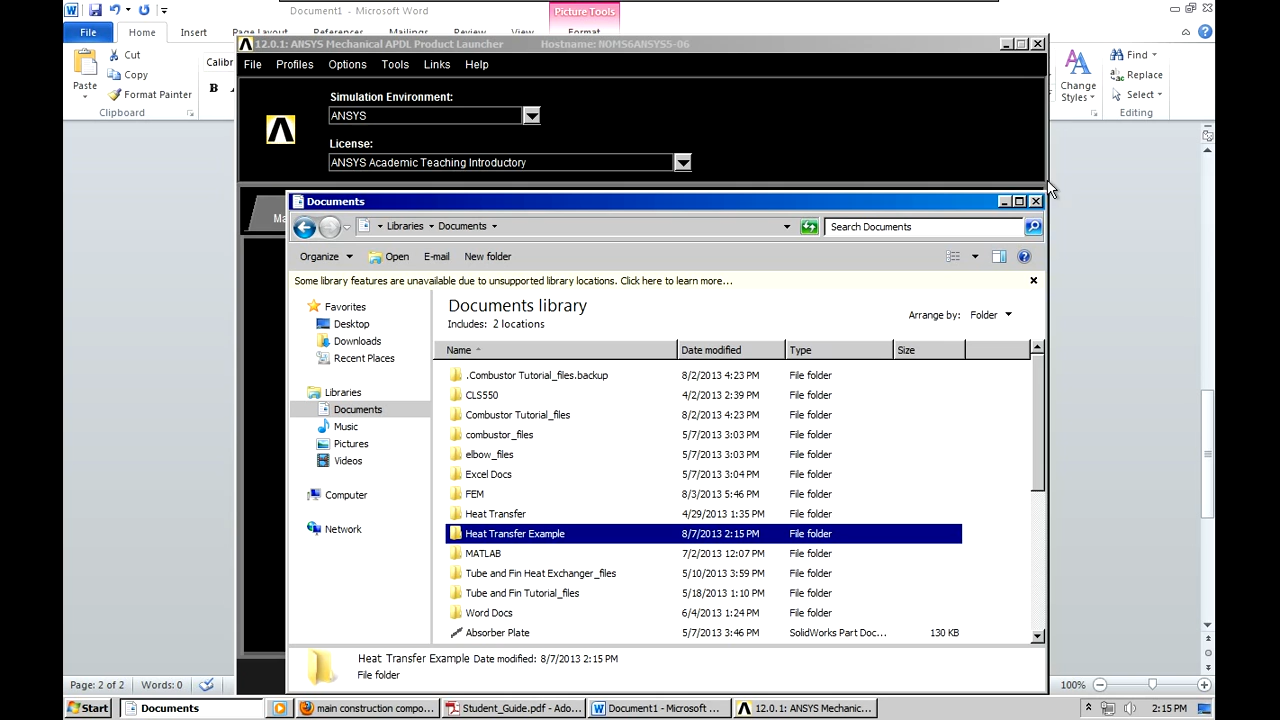 Document1 - Microsoft Word
Picture Tools
File
Home
Insert
Page Layout
References
Mailings
Review
View
Format
Cut
Copy
Paste
Format Painter
Clipboard
Calibr
B
Change
Styles
Find
Replace
Select
Editing
12.0.1: ANSYS Mechanical APDL Product Launcher
File Profiles Options Tools Links Help
Simulation Environment:
ANSYS
License:
ANSYS Academic Teaching Introductory
Ma
Documents
Libraries Documents
Search Documents
Organize Open E-mail New folder
Some library features are unavailable due to unsupported library locations. Click here to learn more...
Favorites
Desktop
Downloads
Recent Places
Libraries
Documents
Music
Pictures
Videos
Computer
Network
Documents library
Includes: 2 locations
Arrange by: Folder
Name Date modified Type Size
.Combustor Tutorial_files.backup 8/2/2013 4:23 PM File folder
CLS550 4/2/2013 2:39 PM File folder
Combustor Tutorial_files 8/2/2013 4:23 PM File folder
combustor_files 5/7/2013 3:03 PM File folder
elbow_files 5/7/2013 3:03 PM File folder
Excel Docs 5/7/2013 3:04 PM File folder
FEM 8/3/2013 5:46 PM File folder
Heat Transfer 4/29/2013 1:35 PM File folder
Heat Transfer Example 8/7/2013 2:15 PM File folder
MATLAB 7/2/2013 12:07 PM File folder
Tube and Fin Heat Exchanger_files 5/10/2013 3:59 PM File folder
Tube and Fin Tutorial_files 5/18/2013 1:10 PM File folder
Word Docs 6/4/2013 1:24 PM File folder
Absorber Plate 5/7/2013 3:46 PM SolidWorks Part Doc... 130 KB
Heat Transfer Example Date modified: 8/7/2013 2:15 PM
File folder
Page: 2 of 2 Words: 0
100%
Start
Documents
main construction compo...
Student_Guide.pdf - Ado...
Document1 - Microsoft ...
12.0.1: ANSYS Mechanic...
2:15 PM